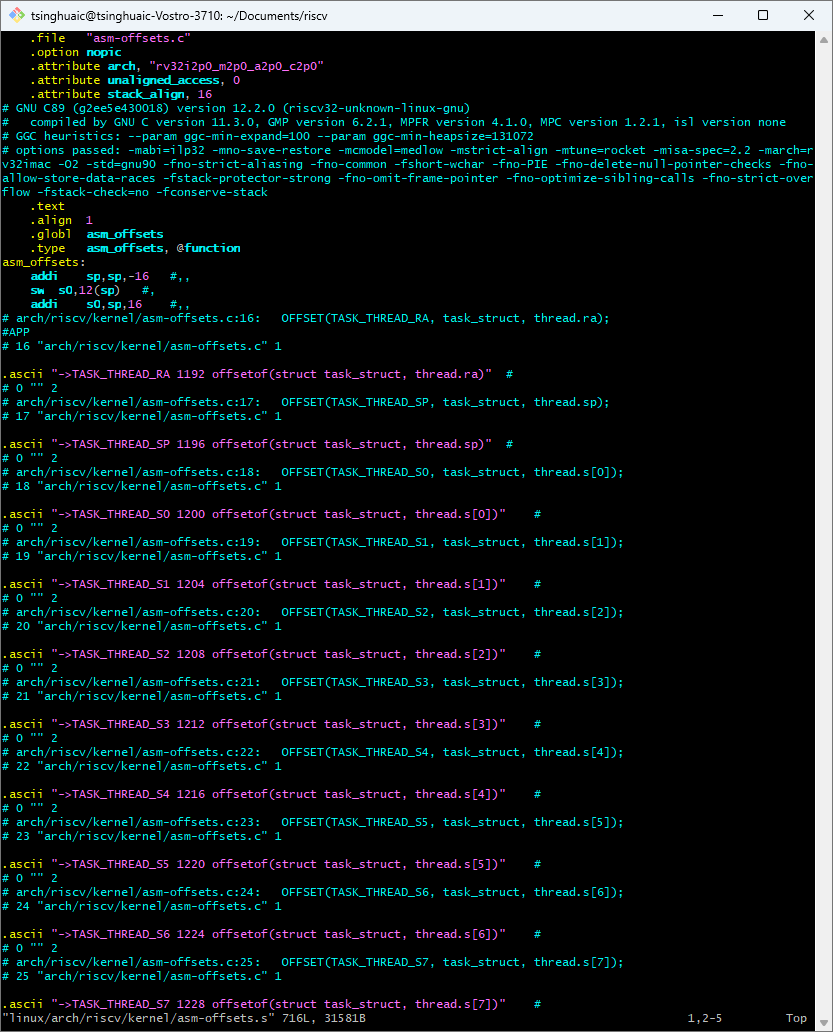 tsinghuaic@tsinghuaic-Vostro-3710: ~/Documents/riscv
.file "asm-offsets.c"
.option nopic
.attribute arch, "rv32i2p0_m2p0_a2p0_c2p0"
.attribute unaligned_access, 0
.attribute stack_align, 16
# GNU C89 (g2ee5e430018) version 12.2.0 (riscv32-unknown-linux-gnu)
# compiled by GNU C version 11.3.0, GMP version 6.2.1, MPFR version 4.1.0, MPC version 1.2.1, isl version none
# GGC heuristics: --param ggc-min-expand=100 --param ggc-min-heapsize=131072
# options passed: -mabi=ilp32 -mno-save-restore -mcmodel=medlow -mstrict-align -mtune=rocket -misa-spec=2.2 -march=r
v32imac -O2 -std=gnu90 -fno-strict-aliasing -fno-common -fshort-wchar -fno-PIE -fno-delete-null-pointer-checks -fno-
allow-store-data-races -fstack-protector-strong -fno-omit-frame-pointer -fno-optimize-sibling-calls -fno-strict-over
flow -fstack-check=no -fconserve-stack
.text
.align 1
.globl asm_offsets
.type asm_offsets, @function
asm_offsets:
addi sp,sp,-16 #,,
sw s0,12(sp) #,
addi s0,sp,16 #,,
# arch/riscv/kernel/asm-offsets.c:16: OFFSET(TASK_THREAD_RA, task_struct, thread.ra);
#APP
# 16 "arch/riscv/kernel/asm-offsets.c" 1
.ascii "->TASK_THREAD_RA 1192 offsetof(struct task_struct, thread.ra)" #
# 0 "" 2
# arch/riscv/kernel/asm-offsets.c:17: OFFSET(TASK_THREAD_SP, task_struct, thread.sp);
# 17 "arch/riscv/kernel/asm-offsets.c" 1
.ascii "->TASK_THREAD_SP 1196 offsetof(struct task_struct, thread.sp)" #
# 0 "" 2
# arch/riscv/kernel/asm-offsets.c:18: OFFSET(TASK_THREAD_S0, task_struct, thread.s[0]);
# 18 "arch/riscv/kernel/asm-offsets.c" 1
.ascii "->TASK_THREAD_S0 1200 offsetof(struct task_struct, thread.s[0])" #
# 0 "" 2
# arch/riscv/kernel/asm-offsets.c:19: OFFSET(TASK_THREAD_S1, task_struct, thread.s[1]);
# 19 "arch/riscv/kernel/asm-offsets.c" 1
.ascii "->TASK_THREAD_S1 1204 offsetof(struct task_struct, thread.s[1])" #
# 0 "" 2
# arch/riscv/kernel/asm-offsets.c:20: OFFSET(TASK_THREAD_S2, task_struct, thread.s[2]);
# 20 "arch/riscv/kernel/asm-offsets.c" 1
.ascii "->TASK_THREAD_S2 1208 offsetof(struct task_struct, thread.s[2])" #
# 0 "" 2
# arch/riscv/kernel/asm-offsets.c:21: OFFSET(TASK_THREAD_S3, task_struct, thread.s[3]);
# 21 "arch/riscv/kernel/asm-offsets.c" 1
.ascii "->TASK_THREAD_S3 1212 offsetof(struct task_struct, thread.s[3])" #
# 0 "" 2
# arch/riscv/kernel/asm-offsets.c:22: OFFSET(TASK_THREAD_S4, task_struct, thread.s[4]);
# 22 "arch/riscv/kernel/asm-offsets.c" 1
.ascii "->TASK_THREAD_S4 1216 offsetof(struct task_struct, thread.s[4])" #
# 0 "" 2
# arch/riscv/kernel/asm-offsets.c:23: OFFSET(TASK_THREAD_S5, task_struct, thread.s[5]);
# 23 "arch/riscv/kernel/asm-offsets.c" 1
.ascii "->TASK_THREAD_S5 1220 offsetof(struct task_struct, thread.s[5])" #
# 0 "" 2
# arch/riscv/kernel/asm-offsets.c:24: OFFSET(TASK_THREAD_S6, task_struct, thread.s[6]);
# 24 "arch/riscv/kernel/asm-offsets.c" 1
.ascii "->TASK_THREAD_S6 1224 offsetof(struct task_struct, thread.s[6])" #
# 0 "" 2
# arch/riscv/kernel/asm-offsets.c:25: OFFSET(TASK_THREAD_S7, task_struct, thread.s[7]);
# 25 "arch/riscv/kernel/asm-offsets.c" 1
.ascii "->TASK_THREAD_S7 1228 offsetof(struct task_struct, thread.s[7])" #
"linux/arch/riscv/kernel/asm-offsets.s" 716L, 31581B 1,2-5 Top